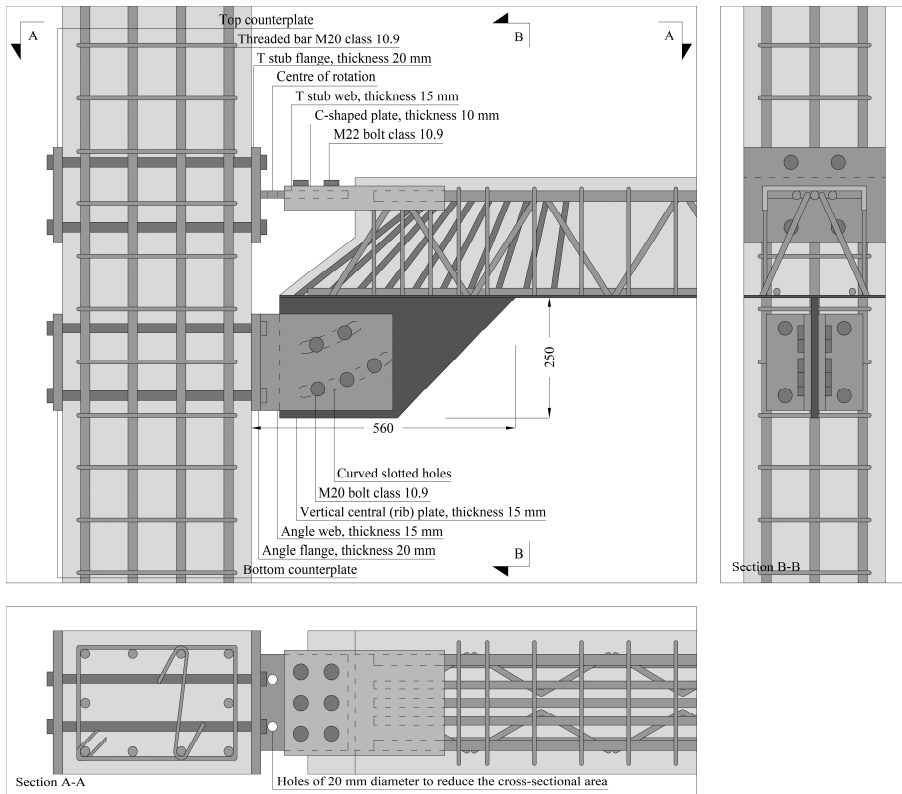 Top counterplate
A
B
A
Threaded bar M20 class 10.9
T stub flange, thickness 20 mm
Centre of rotation
T stub web, thickness 15 mm
C-shaped plate, thickness 10 mm
M22 bolt class 10.9
250
560
Curved slotted holes
M20 bolt class 10.9
Vertical central (rib) plate, thickness 15 mm
Angle web, thickness 15 mm
Angle flange, thickness 20 mm
B
Bottom counterplate
Section B-B
Section A-A
Holes of 20 mm diameter to reduce the cross-sectional area